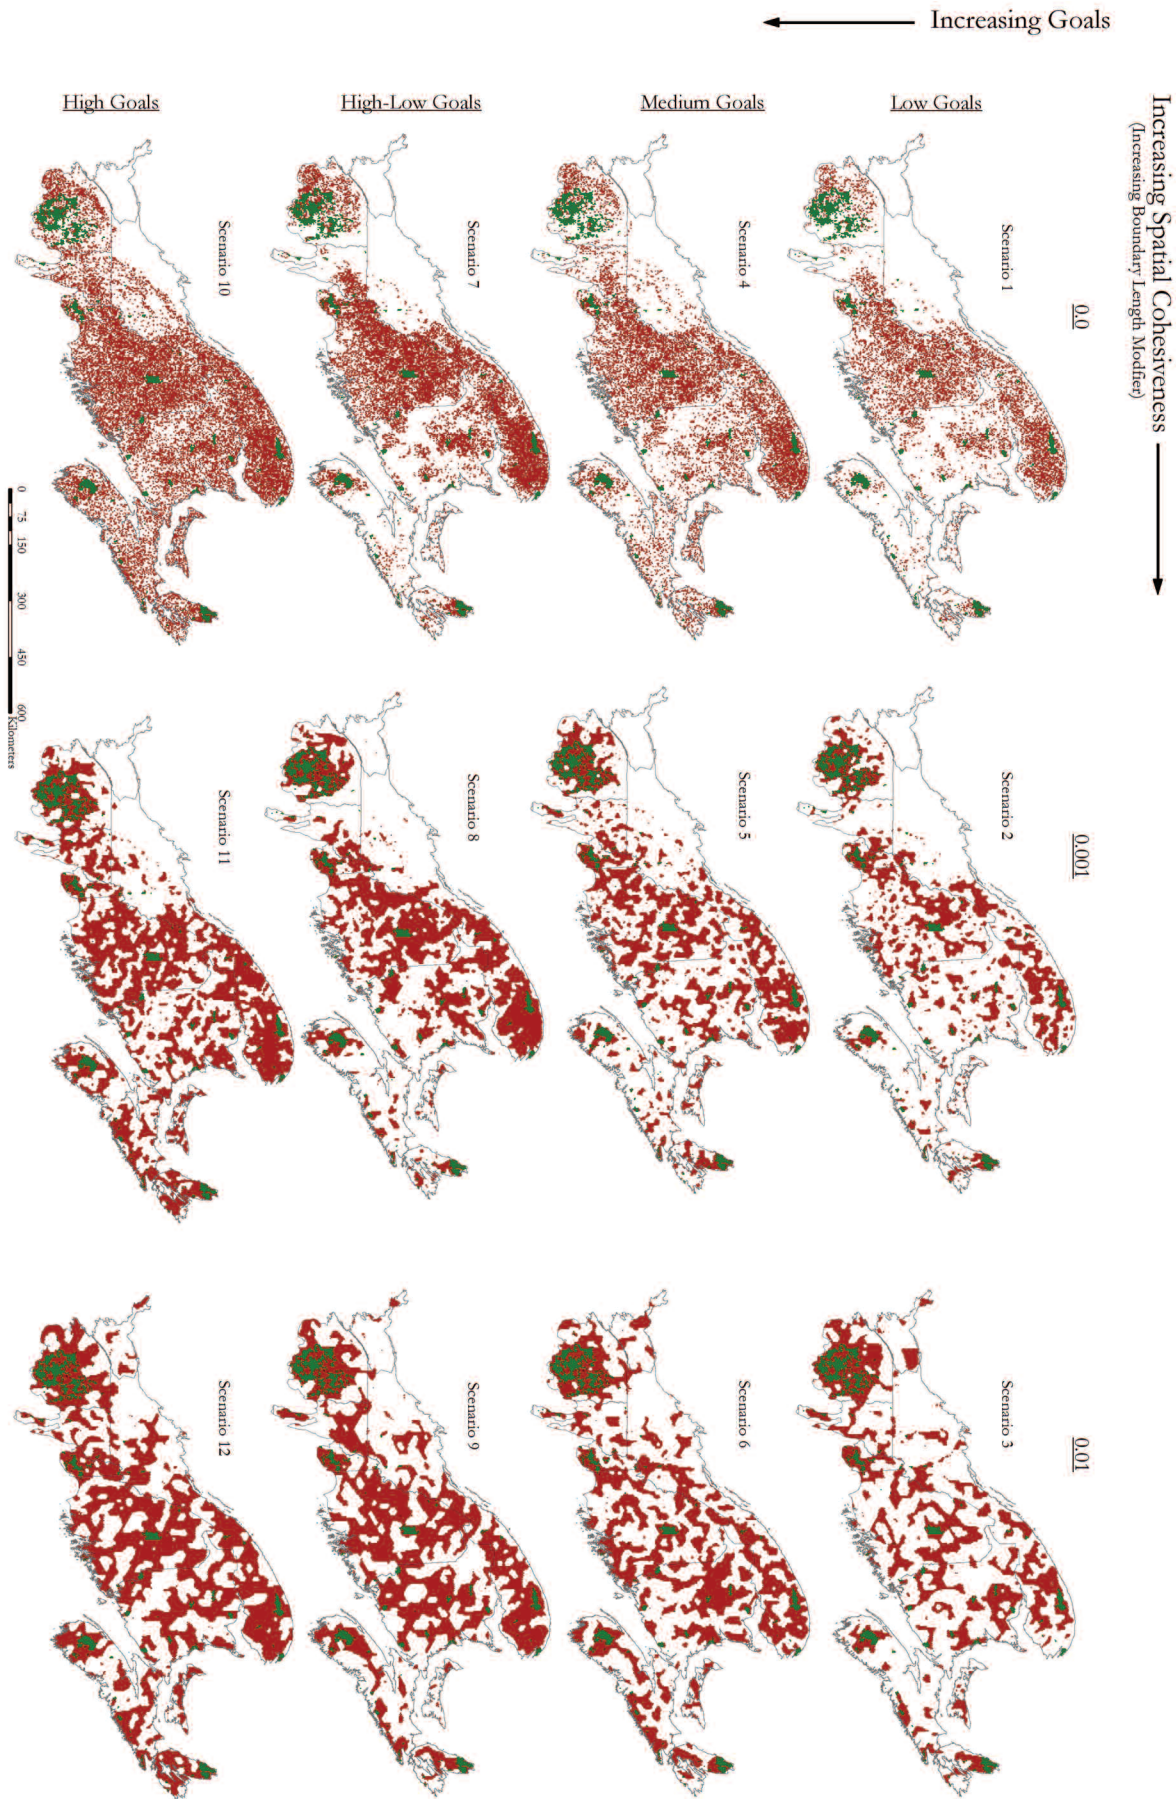 Increasing Goals
Increasing Spatial Cohesiveness
(Increasing Boundary Length Modfier)
High Goals
High-Low Goals
Medium Goals
Low Goals
0.0
Scenario 1
Scenario 4
Scenario 7
Scenario 10
0.001
Scenario 2
Scenario 5
Scenario 8
Scenario 11
0.01
Scenario 3
Scenario 6
Scenario 9
Scenario 12
0 75 150 300 450 600
Kilometers